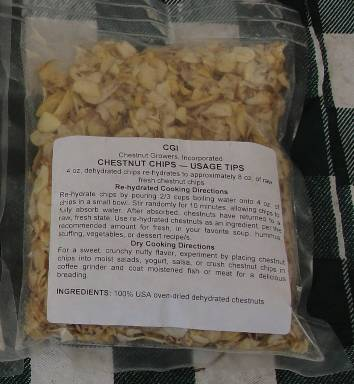 CGI
Chestnut Growers, Incorporated
CHESTNUT CHIPS — USAGE TIPS
4 oz. dehydrated chips re-hydrates to approximately 8 oz. of raw,
fresh chestnut chips
Re-hydrated Cooking Directions
Re-hydrate chips by pouring 2/3 cups boiling water onto 4 oz. of
chips in a small bowl. Stir randomly for 10 minutes, allowing chips to
fully absorb water. After absorbed, chestnuts have returned to a
raw, fresh state. Use re-hydrated chestnuts as an ingredient, per the
recommended amount for fresh, in your favorite soup, hummus,
stuffing, vegetables, or dessert recipe/s.
Dry Cooking Directions
For a sweet, crunchy nutty flavor, experiment by placing chestnut
chips into moist salads, yogurt, salsa, or crush chestnut chips in
coffee grinder and coat moistened fish or meat for a delicious
breading.
INGREDIENTS: 100% USA oven-dried dehydrated chestnuts